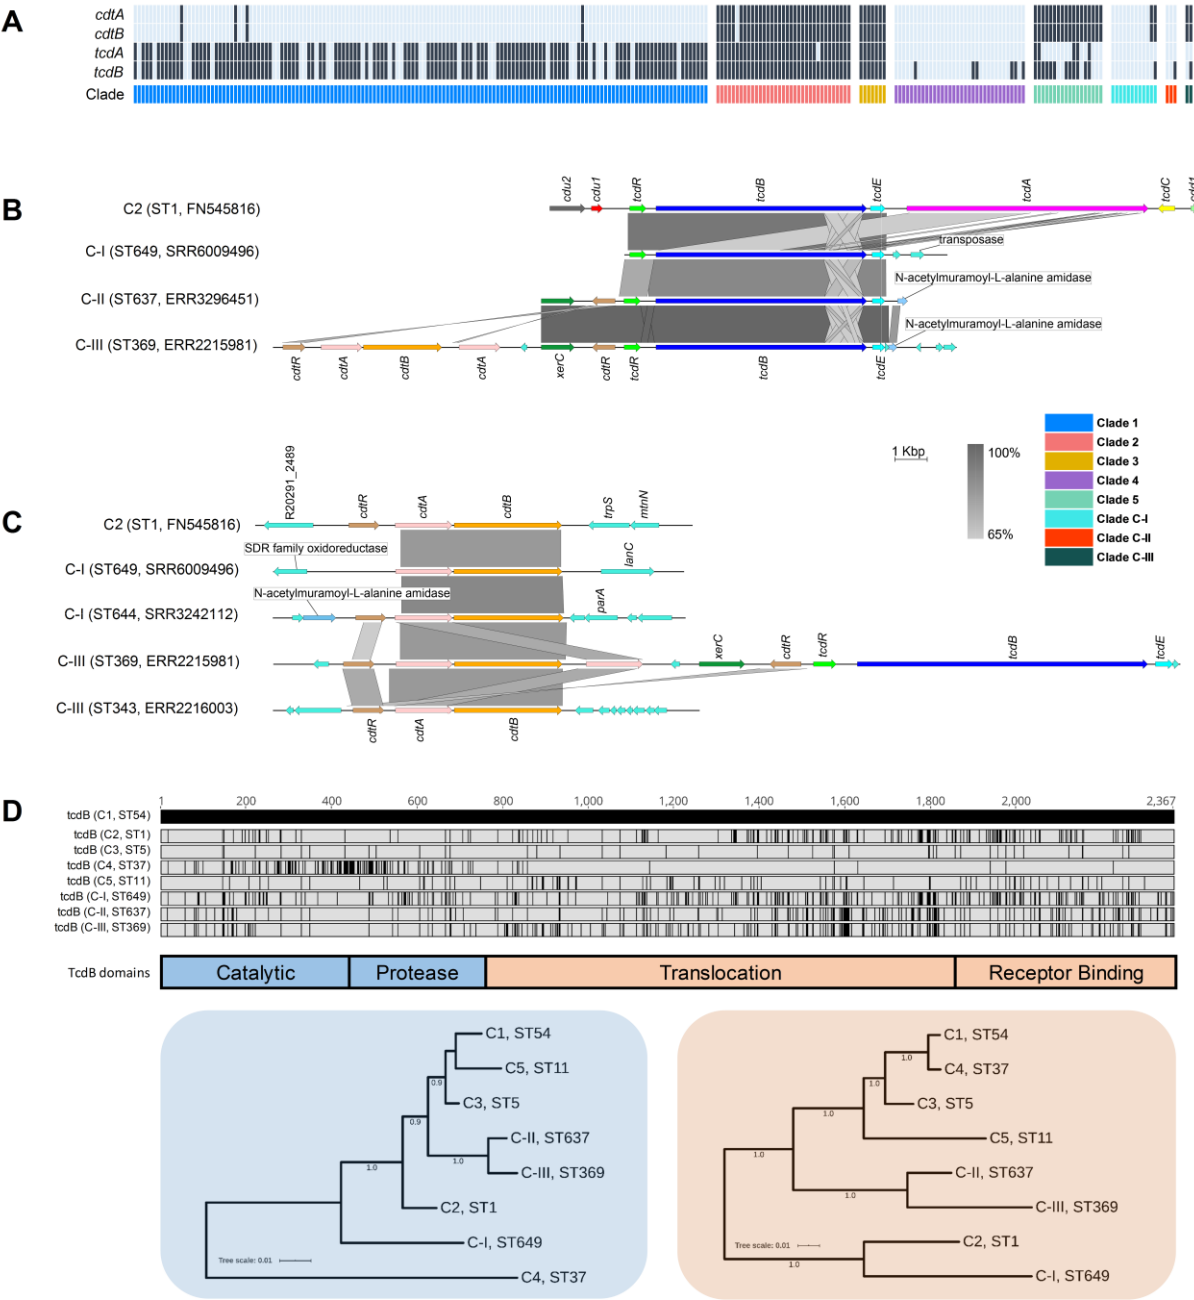 A
cdtA
cdtB
tcdA
tcdB
Clade
B
cdu2
cdu1
tcdR
tcdB
tcdE
tcdA
tcdC
C2 (ST1, FN545816)
C-I (ST649, SRR6009496)
transposase
C-II (ST637, ERR3296451)
N-acetylmuramoyl-L-alanine amidase
C-III (ST369, ERR2215981)
N-acetylmuramoyl-L-alanine amidase
cdtR
cdtA
cdtB
cdtA
xerC
cdtR
tcdR
tcdB
tcdE
1 Kbp
100%
65%
Clade 1
Clade 2
Clade 3
Clade 4
Clade 5
Clade C-I
Clade C-II
Clade C-III
C
R20291_2489
cdtR
cdtA
cdtB
trpS
mtnN
C2 (ST1, FN545816)
SDR family oxidoreductase
lanC
C-I (ST649, SRR6009496)
N-acetylmuramoyl-L-alanine amidase
parA
C-I (ST644, SRR3242112)
xerC
cdtR
tcdR
tcdB
tcdE
C-III (ST369, ERR2215981)
C-III (ST343, ERR2216003)
cdtR
cdtA
cdtB
D
1 200 400 600 800 1,000 1,200 1,400 1,600 1,800 2,000 2,367
tcdB (C1, ST54)
tcdB (C2, ST1)
tcdB (C3, ST5)
tcdB (C4, ST37)
tcdB (C5, ST11)
tcdB (C-I, ST649)
tcdB (C-II, ST637)
tcdB (C-III, ST369)
TcdB domains
Catalytic Protease Translocation Receptor Binding
C1, ST54
C5, ST11
0.9
C3, ST5
0.9
C-II, ST637
1.0
1.0
C-III, ST369
C2, ST1
C-I, ST649
Tree scale: 0.01
C4, ST37
C1, ST54
1.0
C4, ST37
1.0
C3, ST5
1.0
C5, ST11
1.0
C-II, ST637
1.0
C-III, ST369
C2, ST1
Tree scale: 0.01
1.0
C-I, ST649